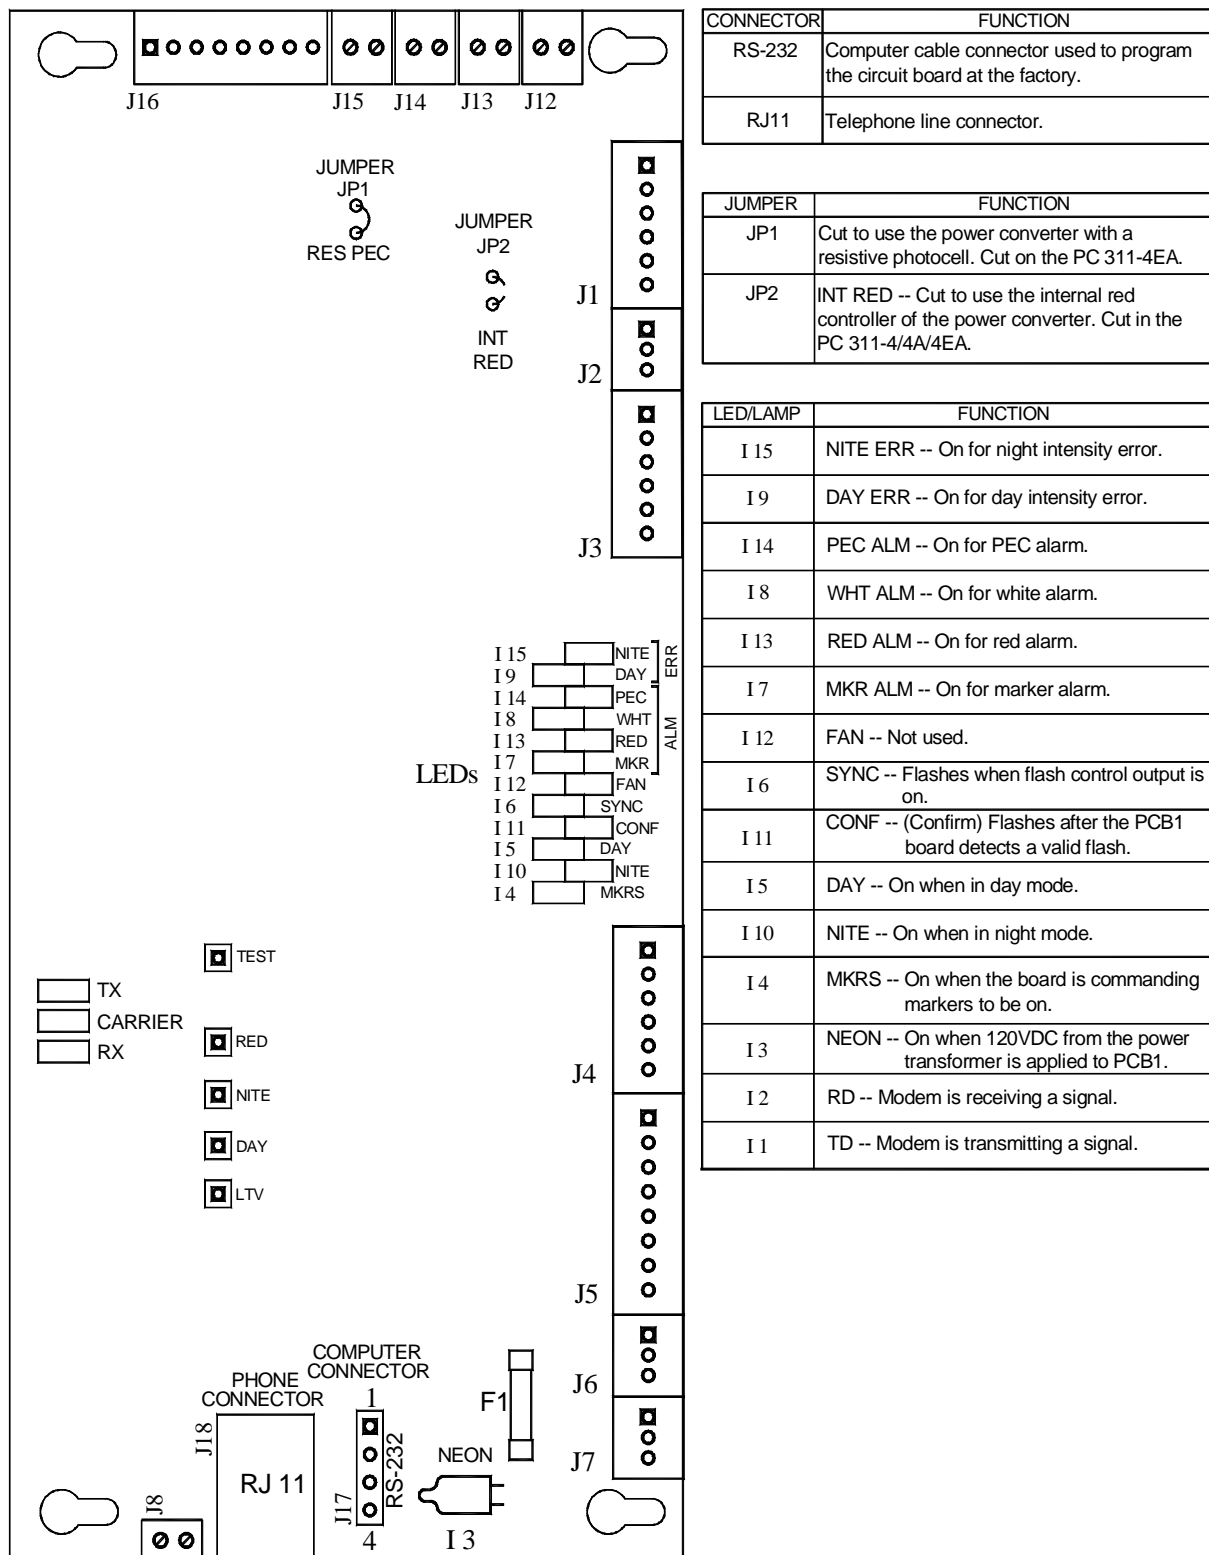 J16
J15
J14
J13
J12
JUMPER
JP1
RES PEC
JUMPER
JP2
INT
RED
J1
J2
J3
LEDs
I 15
NITE
I 9
DAY
ERR
I 14
PEC
I 8
WHT
I 13
RED
I 7
MKR
ALM
I 12
FAN
I 6
SYNC
I 11
CONF
I 5
DAY
I 10
NITE
I 4
MKRS
TEST
TX
CARRIER
RX
RED
NITE
DAY
LTV
J4
J5
J6
J7
COMPUTER
CONNECTOR
1
PHONE
CONNECTOR
J18
RJ 11
J17
RS-232
4
F1
NEON
I 3
J8
CONNECTOR FUNCTION
RS-232 Computer cable connector used to program
the circuit board at the factory.
RJ11 Telephone line connector.
JUMPER FUNCTION
JP1 Cut to use the power converter with a
resistive photocell. Cut on the PC 311-4EA.
JP2 INT RED -- Cut to use the internal red
controller of the power converter. Cut in the
PC 311-4/4A/4EA.
LED/LAMP FUNCTION
I 15 NITE ERR -- On for night intensity error.
I 9 DAY ERR -- On for day intensity error.
I 14 PEC ALM -- On for PEC alarm.
I 8 WHT ALM -- On for white alarm.
I 13 RED ALM -- On for red alarm.
I 7 MKR ALM -- On for marker alarm.
I 12 FAN -- Not used.
I 6 SYNC -- Flashes when flash control output is
on.
I 11 CONF -- (Confirm) Flashes after the PCB1
board detects a valid flash.
I 5 DAY -- On when in day mode.
I 10 NITE -- On when in night mode.
I 4 MKRS -- On when the board is commanding
markers to be on.
I 3 NEON -- On when 120VDC from the power
transformer is applied to PCB1.
I 2 RD -- Modem is receiving a signal.
I 1 TD -- Modem is transmitting a signal.